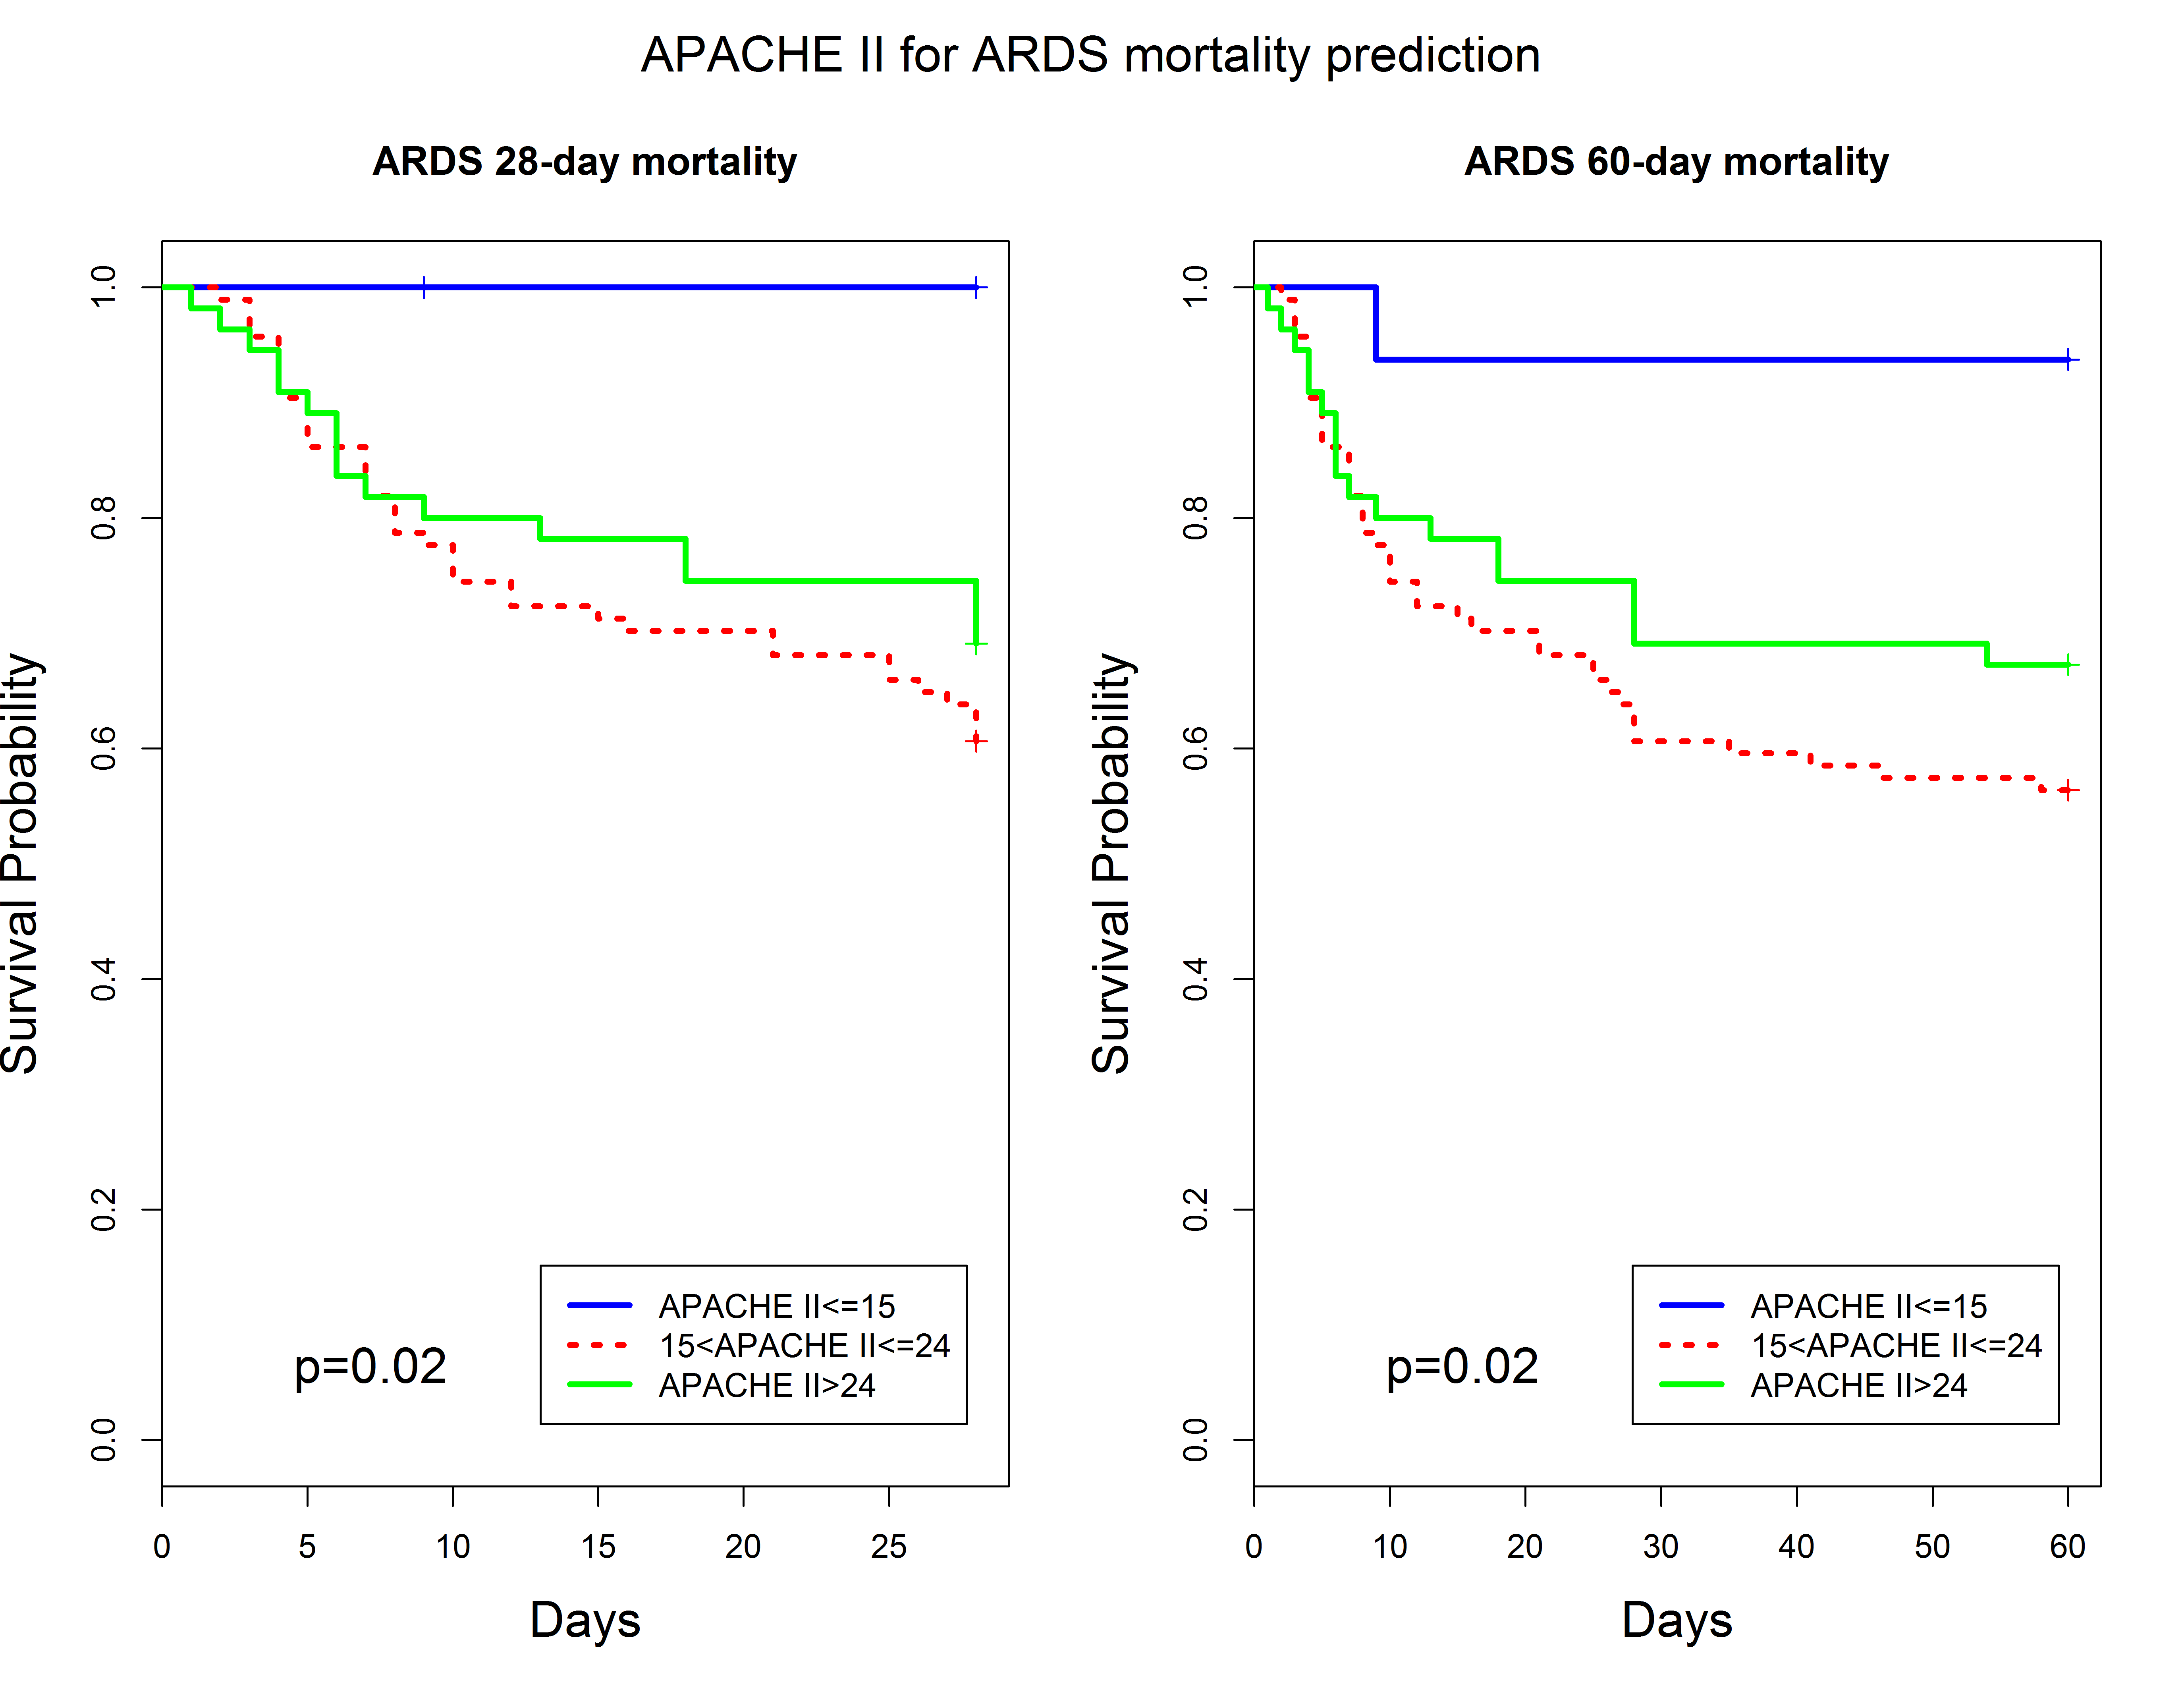 APACHE II for ARDS mortality prediction
ARDS 28-day mortality
Survival Probability
1.0
0.8
0.6
0.4
0.2
0.0
APACHE II<=15
15<APACHE II<=24
APACHE II>24
p=0.02
0 5 10 15 20 25
Days
ARDS 60-day mortality
Survival Probability
1.0
0.8
0.6
0.4
0.2
0.0
APACHE II<=15
15<APACHE II<=24
APACHE II>24
p=0.02
0 10 20 30 40 50 60
Days